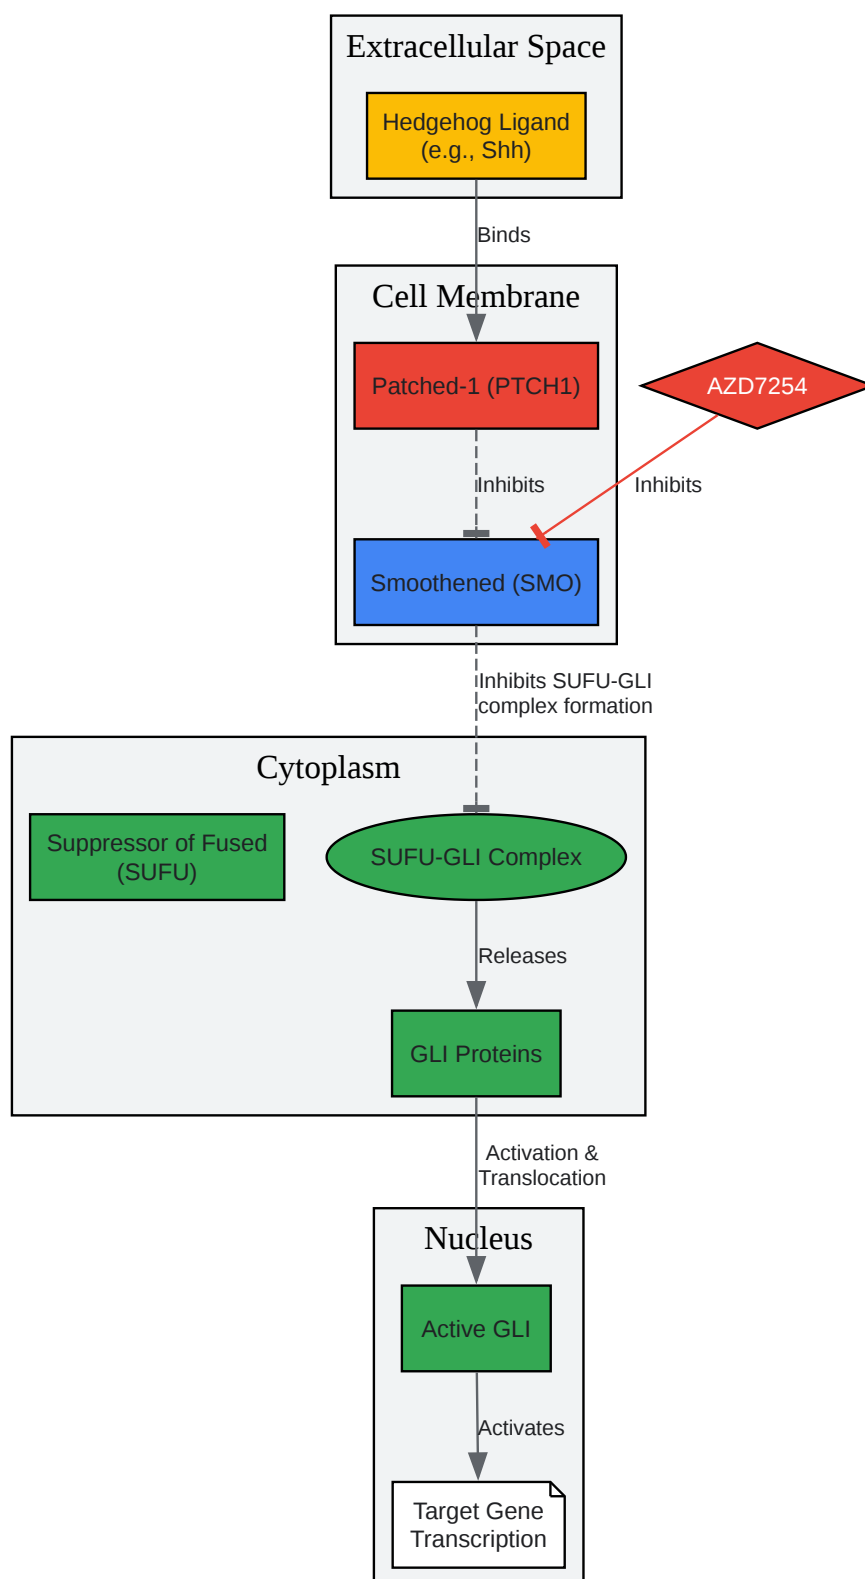 Extracellular Space
Hedgehog Ligand
(e.g., Shh)
Binds
Cell Membrane
Patched-1 (PTCH1)
AZD7254
Inhibits
Inhibits
Smoothened (SMO)
Inhibits SUFU-GLI
complex formation
Cytoplasm
Suppressor of Fused
(SUFU)
SUFU-GLI Complex
Releases
GLI Proteins
Activation &
Translocation
Nucleus
Active GLI
Activates
Target Gene
Transcription